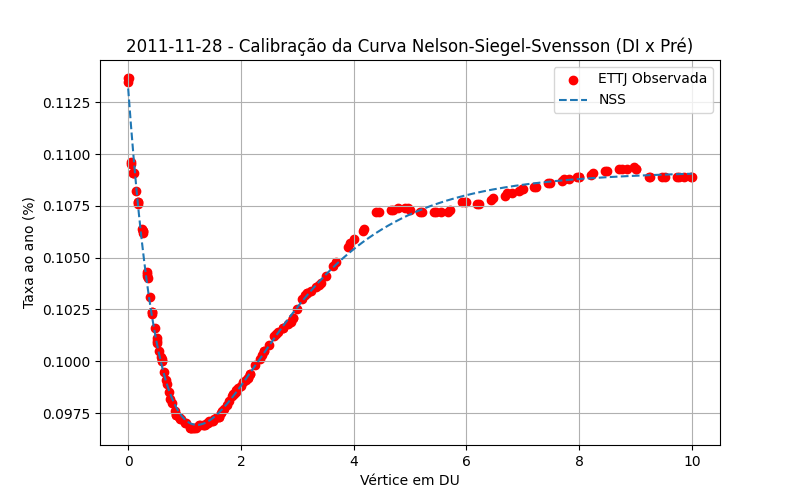 2011-11-28 - Calibração da Curva Nelson-Siegel-Svensson (DI x Pré)
ETTJ Observada
NSS
Taxa ao ano (%)
0.1125
0.1100
0.1075
0.1050
0.1025
0.1000
0.0975
0 2 4 6 8 10
Vértice em DU